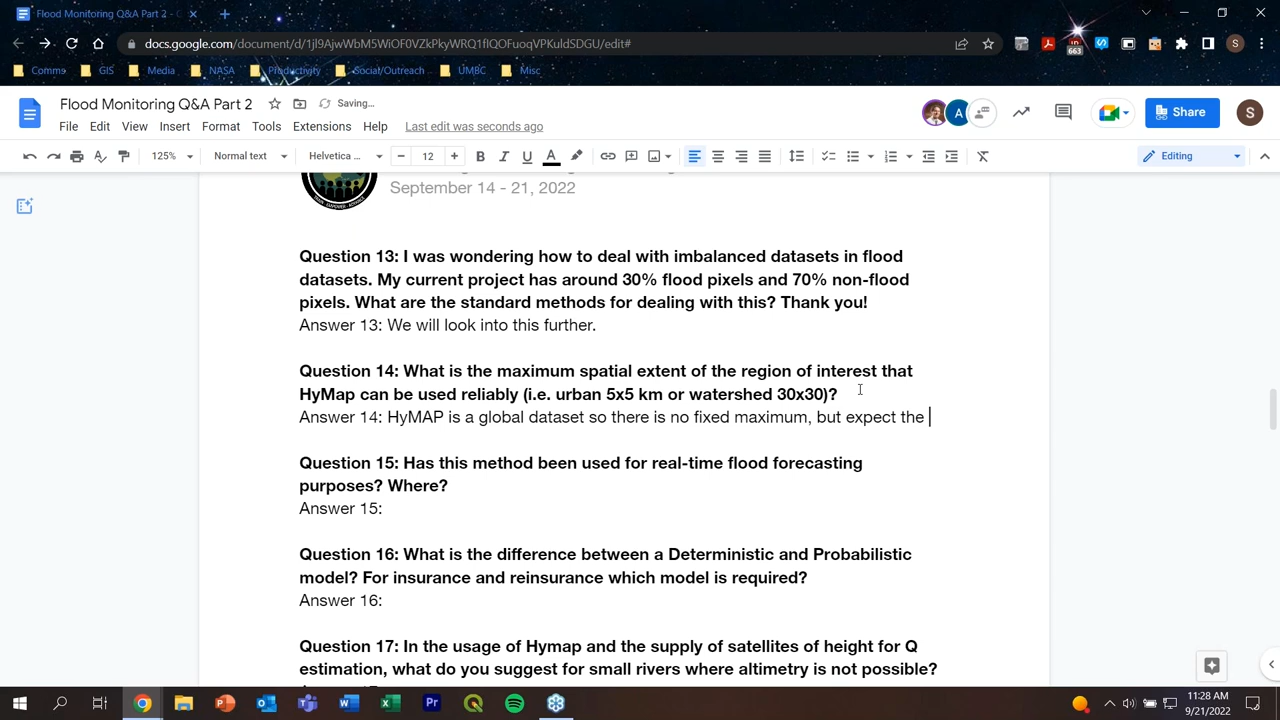 Flood Monitoring Q&A Part 2 -
docs.google.com/document/d/1jl9AjwWbM5WiOF0VZkPkyWRQ1fIQOFuoqVPKuldSDGU/edit#
663
S
Comms GIS Media NASA Productivity Social/Outreach UMBC Misc
Flood Monitoring Q&A Part 2 Saving…
A Share S
File Edit View Insert Format Tools Extensions Help Last edit was seconds ago
125% Normal text Helvetica ... 12 B I U A Editing
September 14 - 21, 2022
Question 13: I was wondering how to deal with imbalanced datasets in flood
datasets. My current project has around 30% flood pixels and 70% non-flood
pixels. What are the standard methods for dealing with this? Thank you!
Answer 13: We will look into this further.
Question 14: What is the maximum spatial extent of the region of interest that
HyMap can be used reliably (i.e. urban 5x5 km or watershed 30x30)?
Answer 14: HyMAP is a global dataset so there is no fixed maximum, but expect the
Question 15: Has this method been used for real-time flood forecasting
purposes? Where?
Answer 15:
Question 16: What is the difference between a Deterministic and Probabilistic
model? For insurance and reinsurance which model is required?
Answer 16:
Question 17: In the usage of Hymap and the supply of satellites of height for Q
estimation, what do you suggest for small rivers where altimetry is not possible?
11:28 AM
9/21/2022